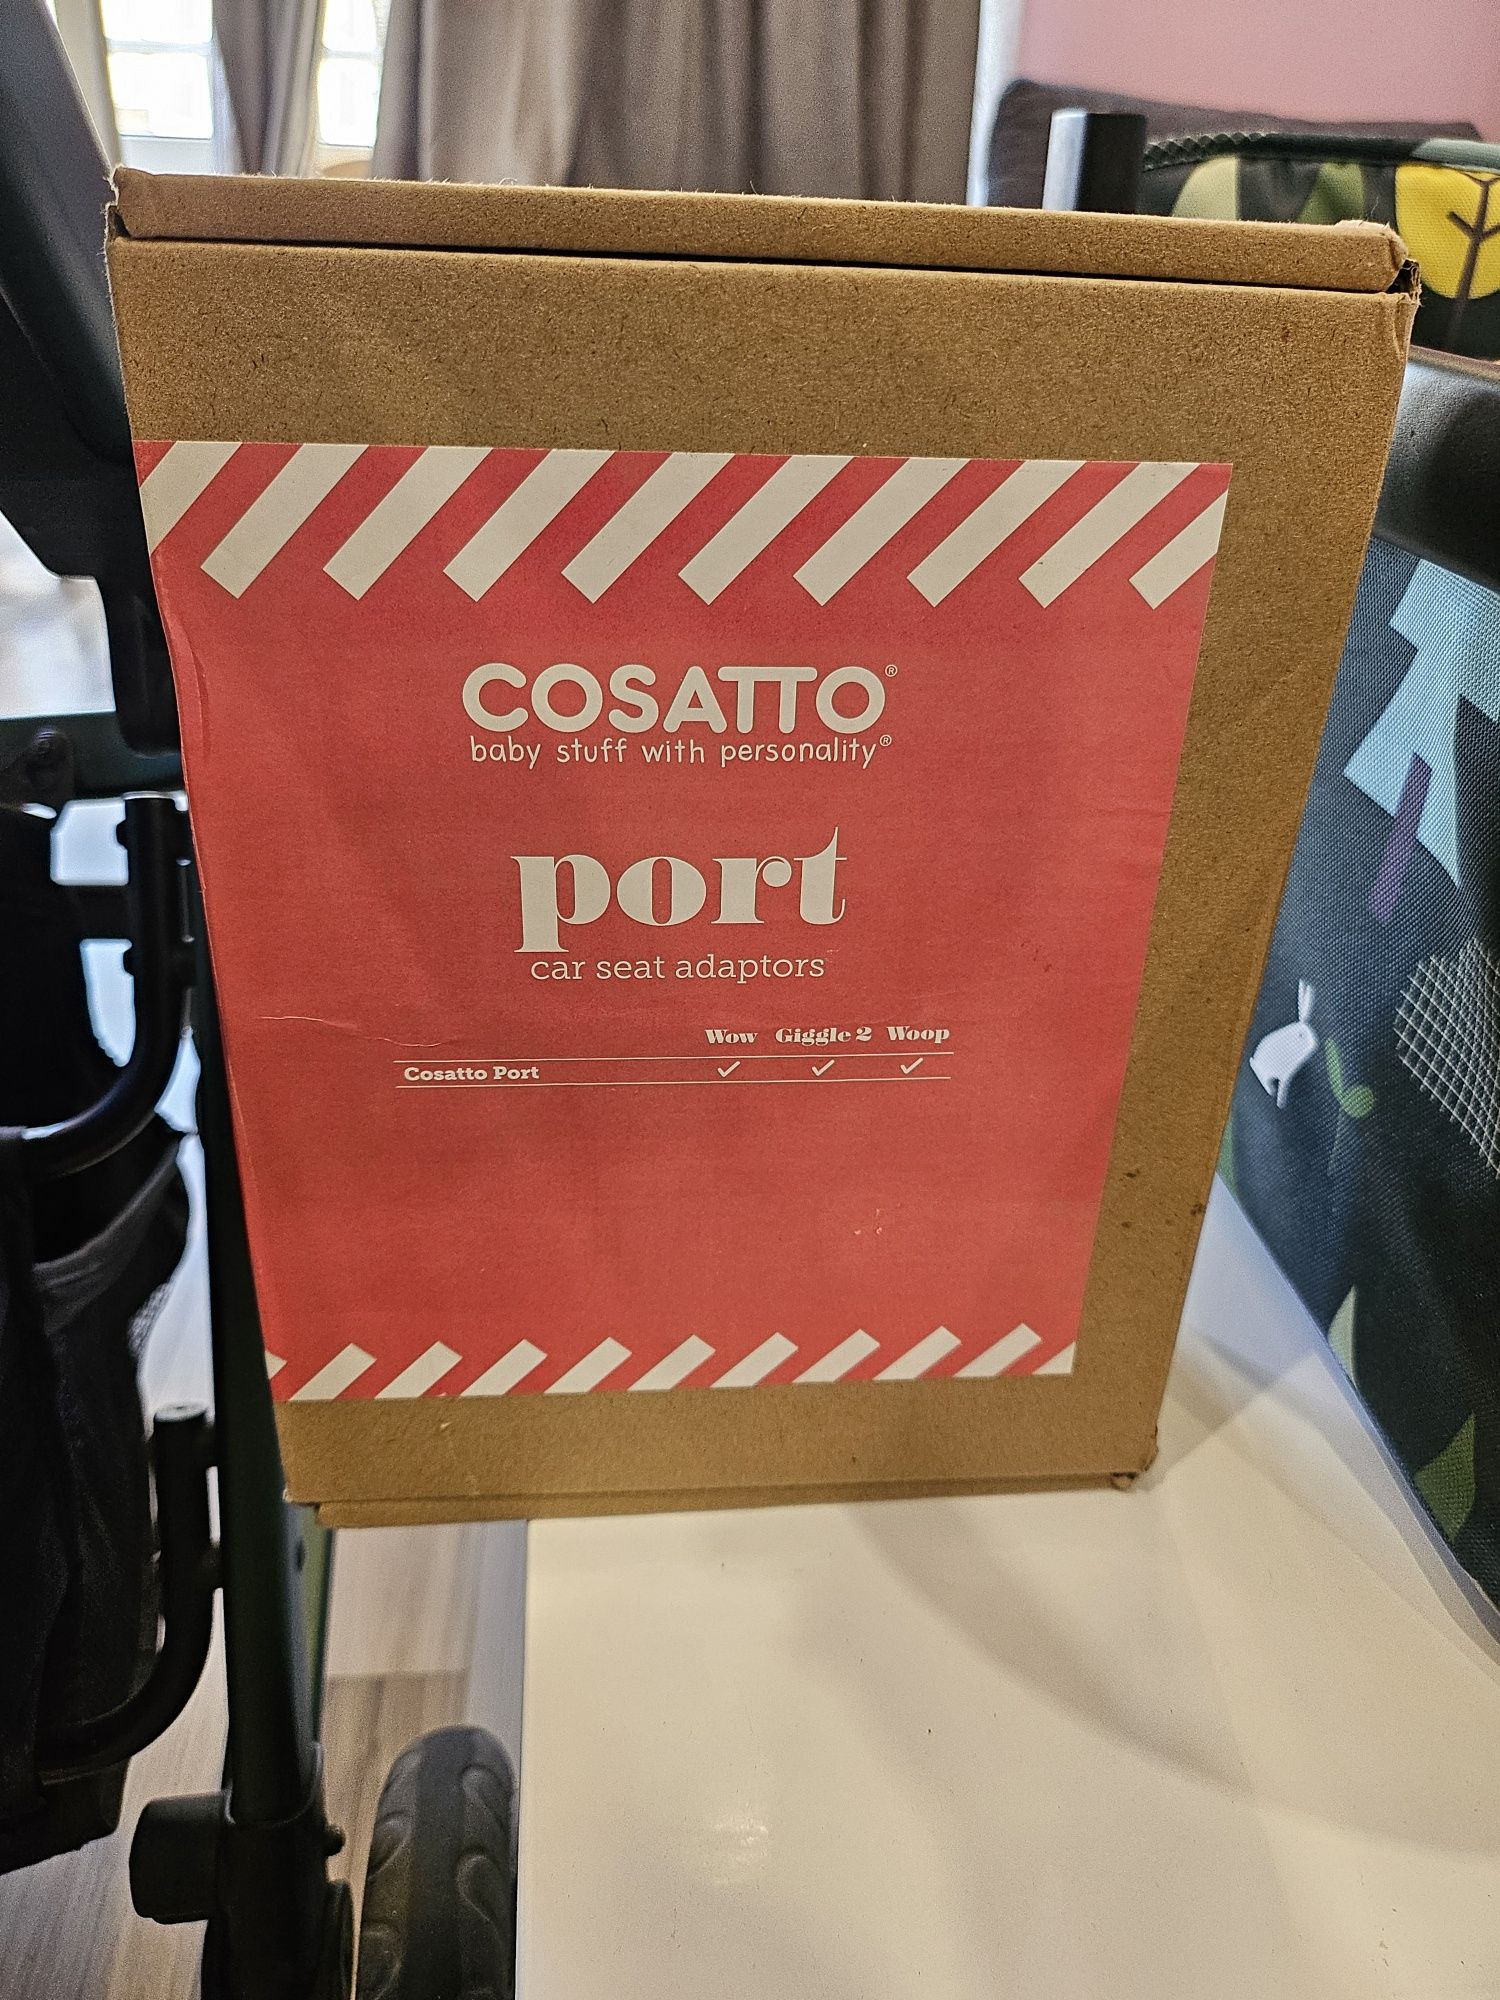 COSATTO®
baby stuff with personality®
port
car seat adaptors
Wow Giggle 2 Woop
Cosatto Port ✓ ✓ ✓